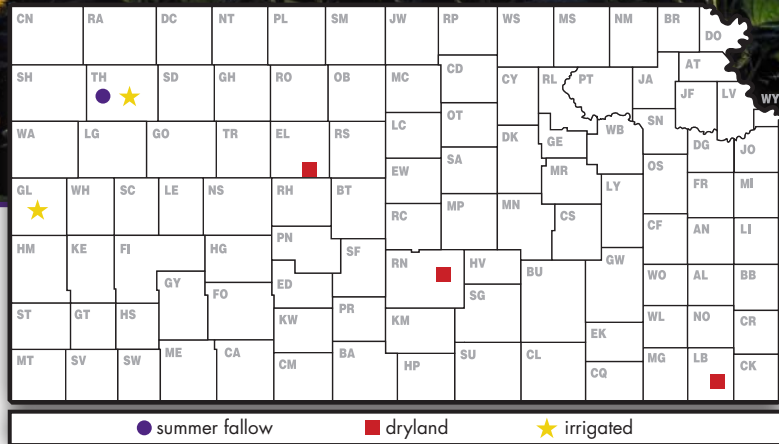 CN RA DC NT PL SM JW RP WS MS NM BR DO
CD AT
SH TH SD GH RO OB MC CY RL PT JA JF LV WY
OT
LC SN
WA LG GO TR EL RS DK GE WB DG JO
SA OS
EW MR
GL WH SC LE NS RH BT LY FR MI
RC MP MN CS
CF AN LI
PN
HM KE FI HG SF RN HV BU GW
WO AL BB
GY ED
FO SG
PR
ST GT HS KW KM WL NO CR
EK
MT SV SW ME CA CM BA HP SU CL MG LB CK
CQ
summer fallow dryland irrigated